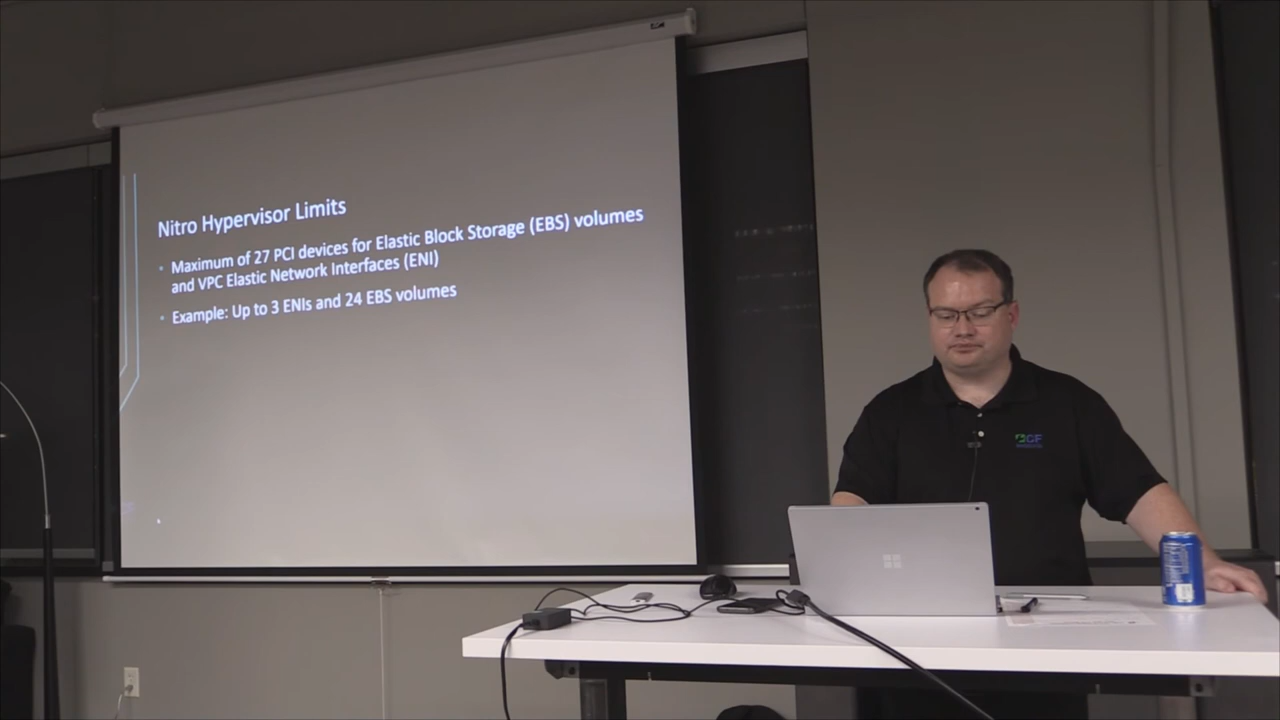 Nitro Hypervisor Limits
Maximum of 27 PCI devices for Elastic Block Storage (EBS) volumes
and VPC Elastic Network Interfaces (ENI)
Example: Up to 3 ENIs and 24 EBS volumes
CF